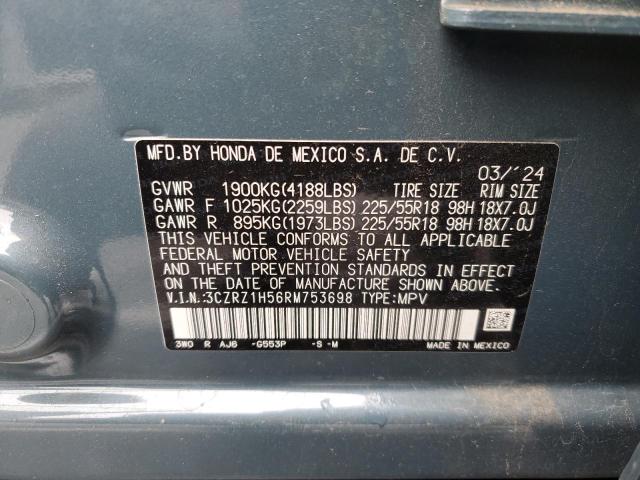 MFD.BY HONDA DE MEXICO S.A. DE C.V.
03/'24
GVWR 1900KG(4188LBS) TIRE SIZE RIM SIZE
GAWR F 1025KG(2259LBS) 225/55R18 98H 18X7.0J
GAWR R 895KG(1973LBS) 225/55R18 98H 18X7.0J
THIS VEHICLE CONFORMS TO ALL APPLICABLE
FEDERAL MOTOR VEHICLE SAFETY
AND THEFT PREVENTION STANDARDS IN EFFECT
ON THE DATE OF MANUFACTURE SHOWN ABOVE.
V.I.N:3CZRZ1H56RM753698 TYPE:MPV
3W0 R AJ6 -G553P -S -M MADE IN MEXICO